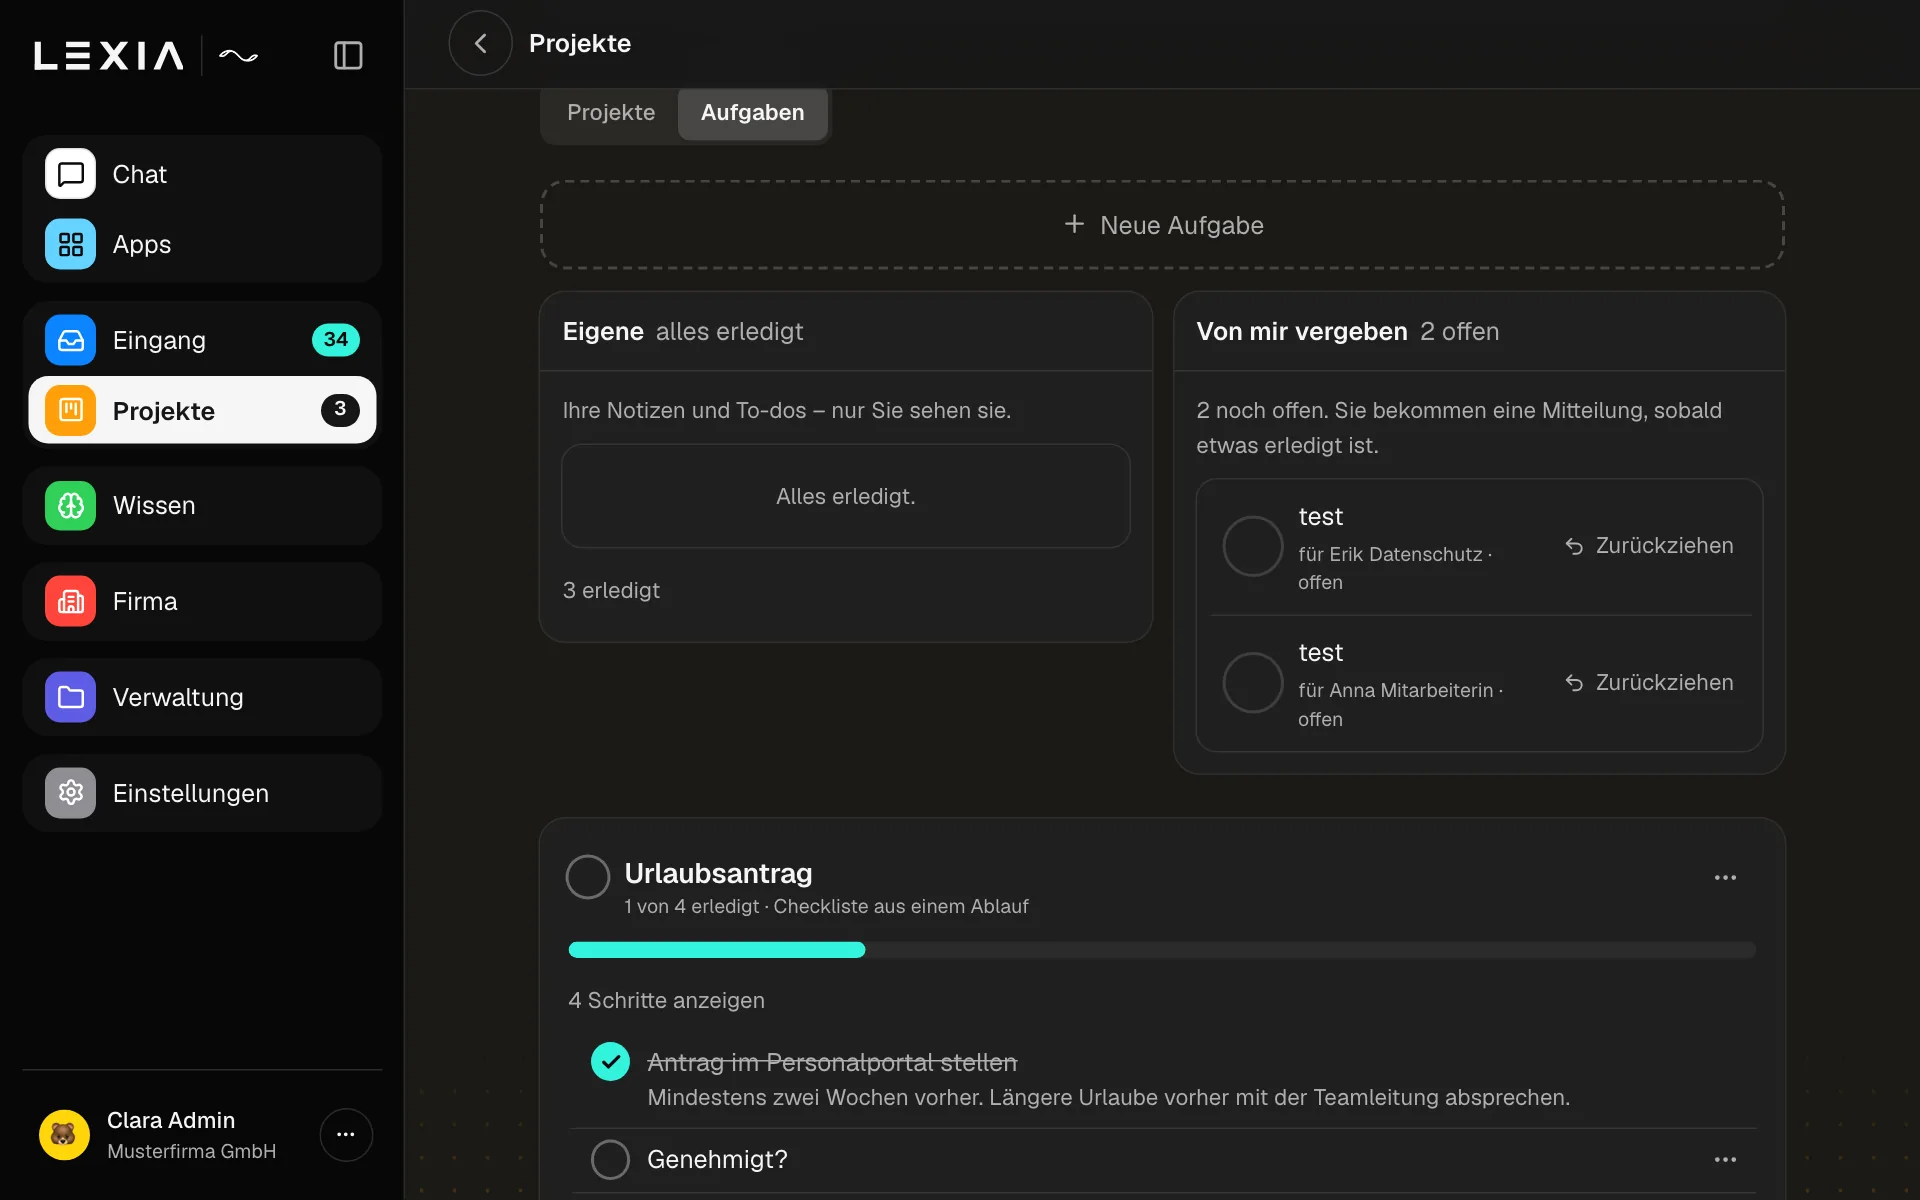 LEXIA
Projekte
Chat
Apps
Eingang 34
Projekte 3
Wissen
Firma
Verwaltung
Einstellungen
Clara Admin
Musterfirma GmbH
Projekte Aufgaben
+ Neue Aufgabe
Eigene alles erledigt
Ihre Notizen und To-dos – nur Sie sehen sie.
Alles erledigt.
3 erledigt
Von mir vergeben 2 offen
2 noch offen. Sie bekommen eine Mitteilung, sobald
etwas erledigt ist.
test
für Erik Datenschutz ·
offen
Zurückziehen
test
für Anna Mitarbeiterin ·
offen
Zurückziehen
Urlaubsantrag
1 von 4 erledigt · Checkliste aus einem Ablauf
4 Schritte anzeigen
Antrag im Personalportal stellen
Mindestens zwei Wochen vorher. Längere Urlaube vorher mit der Teamleitung absprechen.
Genehmigt?